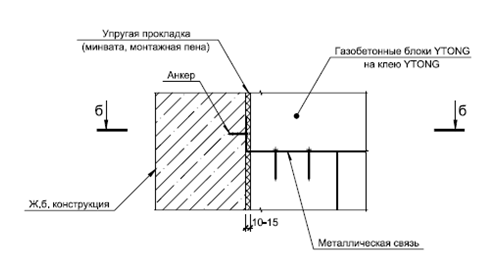 Упругая прокладка
(минвата, монтажная пена)
Газобетонные блоки YTONG
на клею YTONG
Анкер
б
б
Ж.б. конструкция
10-15
Металлическая связь